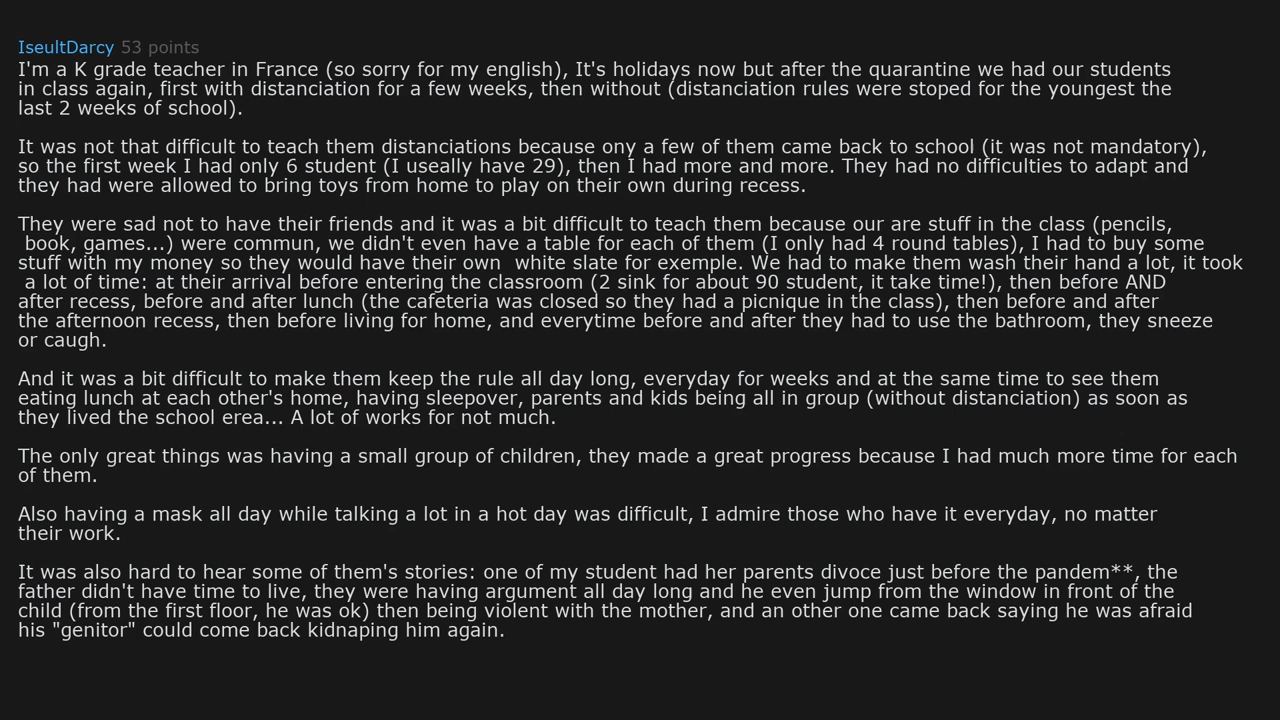 IseultDarcy 53 points
I'm a K grade teacher in France (so sorry for my english), It's holidays now but after the quarantine we had our students
in class again, first with distanciation for a few weeks, then without (distanciation rules were stoped for the youngest the
last 2 weeks of school).
It was not that difficult to teach them distanciations because ony a few of them came back to school (it was not mandatory),
so the first week I had only 6 student (I useally have 29), then I had more and more. They had no difficulties to adapt and
they had were allowed to bring toys from home to play on their own during recess.
They were sad not to have their friends and it was a bit difficult to teach them because our are stuff in the class (pencils,
book, games...) were commun, we didn't even have a table for each of them (I only had 4 round tables), I had to buy some
stuff with my money so they would have their own white slate for exemple. We had to make them wash their hand a lot, it took
a lot of time: at their arrival before entering the classroom (2 sink for about 90 student, it take time!), then before AND
after recess, before and after lunch (the cafeteria was closed so they had a picnique in the class), then before and after
the afternoon recess, then before living for home, and everytime before and after they had to use the bathroom, they sneeze
or caugh.
And it was a bit difficult to make them keep the rule all day long, everyday for weeks and at the same time to see them
eating lunch at each other's home, having sleepover, parents and kids being all in group (without distanciation) as soon as
they lived the school erea... A lot of works for not much.
The only great things was having a small group of children, they made a great progress because I had much more time for each
of them.
Also having a mask all day while talking a lot in a hot day was difficult, I admire those who have it everyday, no matter
their work.
It was also hard to hear some of them's stories: one of my student had her parents divoce just before the pandem**, the
father didn't have time to live, they were having argument all day long and he even jump from the window in front of the
child (from the first floor, he was ok) then being violent with the mother, and an other one came back saying he was afraid
his "genitor" could come back kidnaping him again.